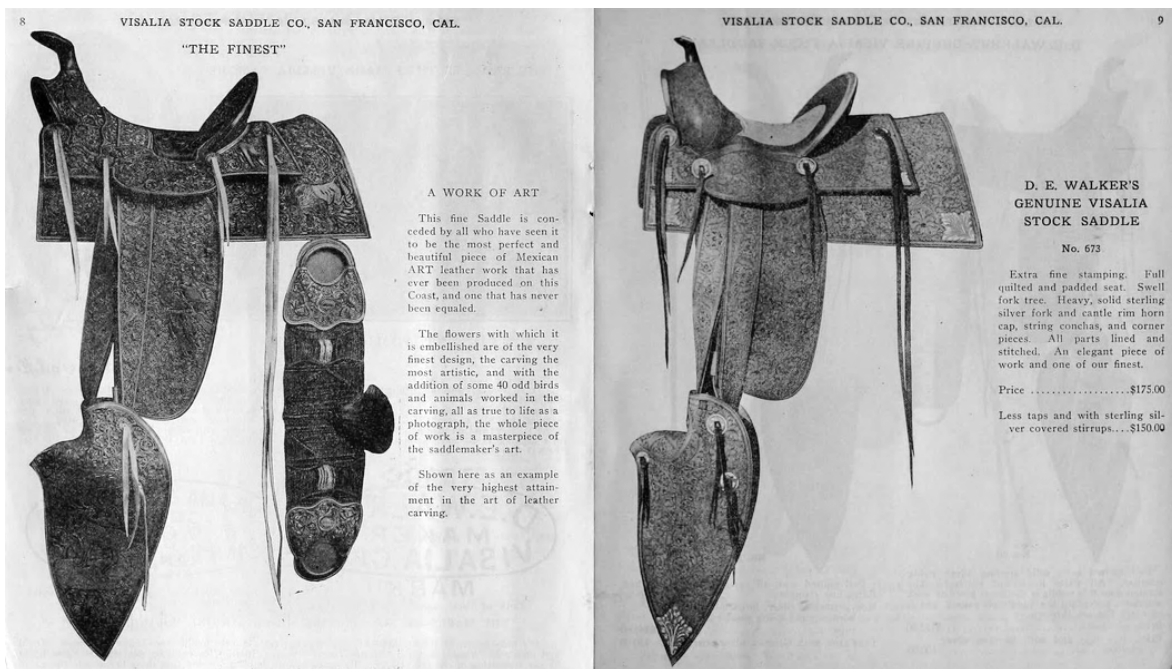 8
VISALIA STOCK SADDLE CO., SAN FRANCISCO, CAL.
"THE FINEST"
A WORK OF ART
This fine Saddle is con-
ceded by all who have seen it
to be the most perfect and
beautiful piece of Mexican
ART leather work that has
ever been produced on this
Coast, and one that has never
been equaled.
The flowers with which it
is embellished are of the very
finest design, the carving the
most artistic, and with the
addition of some 40 odd birds
and animals worked in the
carving, all as true to life as a
photograph, the whole piece
of work is a masterpiece of
the saddlemaker's art.
Shown here as an example
of the very highest attain-
ment in the art of leather
carving.
VISALIA STOCK SADDLE CO., SAN FRANCISCO, CAL.
9
D. E. WALKER'S
GENUINE VISALIA
STOCK SADDLE
No. 673
Extra fine stamping. Full
quilted and padded seat. Swell
fork tree. Heavy, solid sterling
silver fork and cantle rim horn
cap, string conchas, and corner
pieces. All parts lined and
stitched. An elegant piece of
work and one of our finest.
Price ...................$175.00
Less taps and with sterling sil-
ver covered stirrups....$150.00